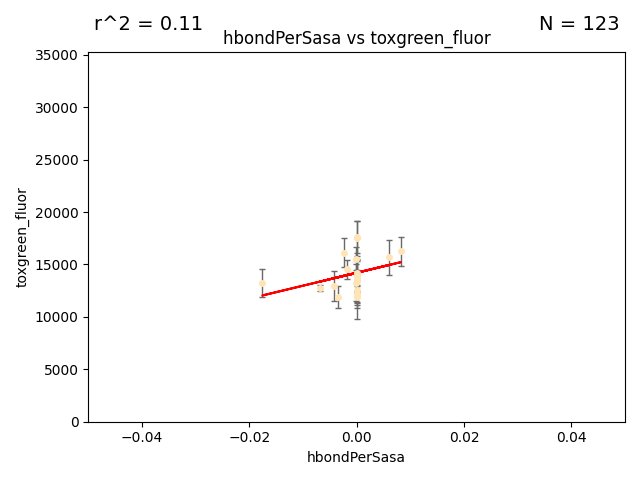 r^2 = 0.11
N = 123
hbondPerSasa vs toxgreen_fluor
35000
30000
25000
20000
15000
10000
5000
0
toxgreen_fluor
−0.04
−0.02
0.00
0.02
0.04
hbondPerSasa